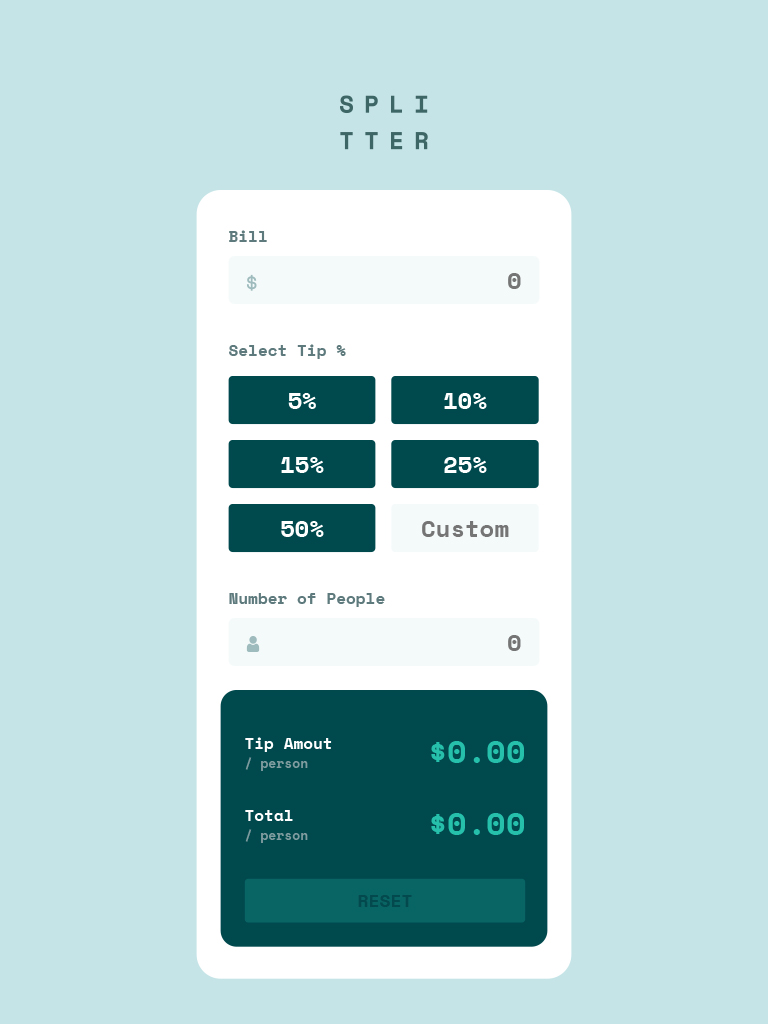 SPLI
TTER
Bill
$ 0
Select Tip %
5% 10%
15% 25%
50% Custom
Number of People
0
Tip Amout
/ person
$0.00
Total
/ person
$0.00
RESET